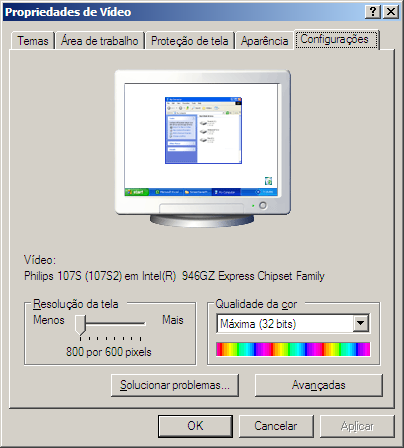 Propriedades de Vídeo
Temas Área de trabalho Proteção de tela Aparência Configurações
Vídeo:
Philips 107S (107S2) em Intel(R) 946GZ Express Chipset Family
Resolução da tela
Menos Mais
800 por 600 pixels
Qualidade da cor
Máxima (32 bits)
Solucionar problemas... Avançadas
OK Cancelar Aplicar